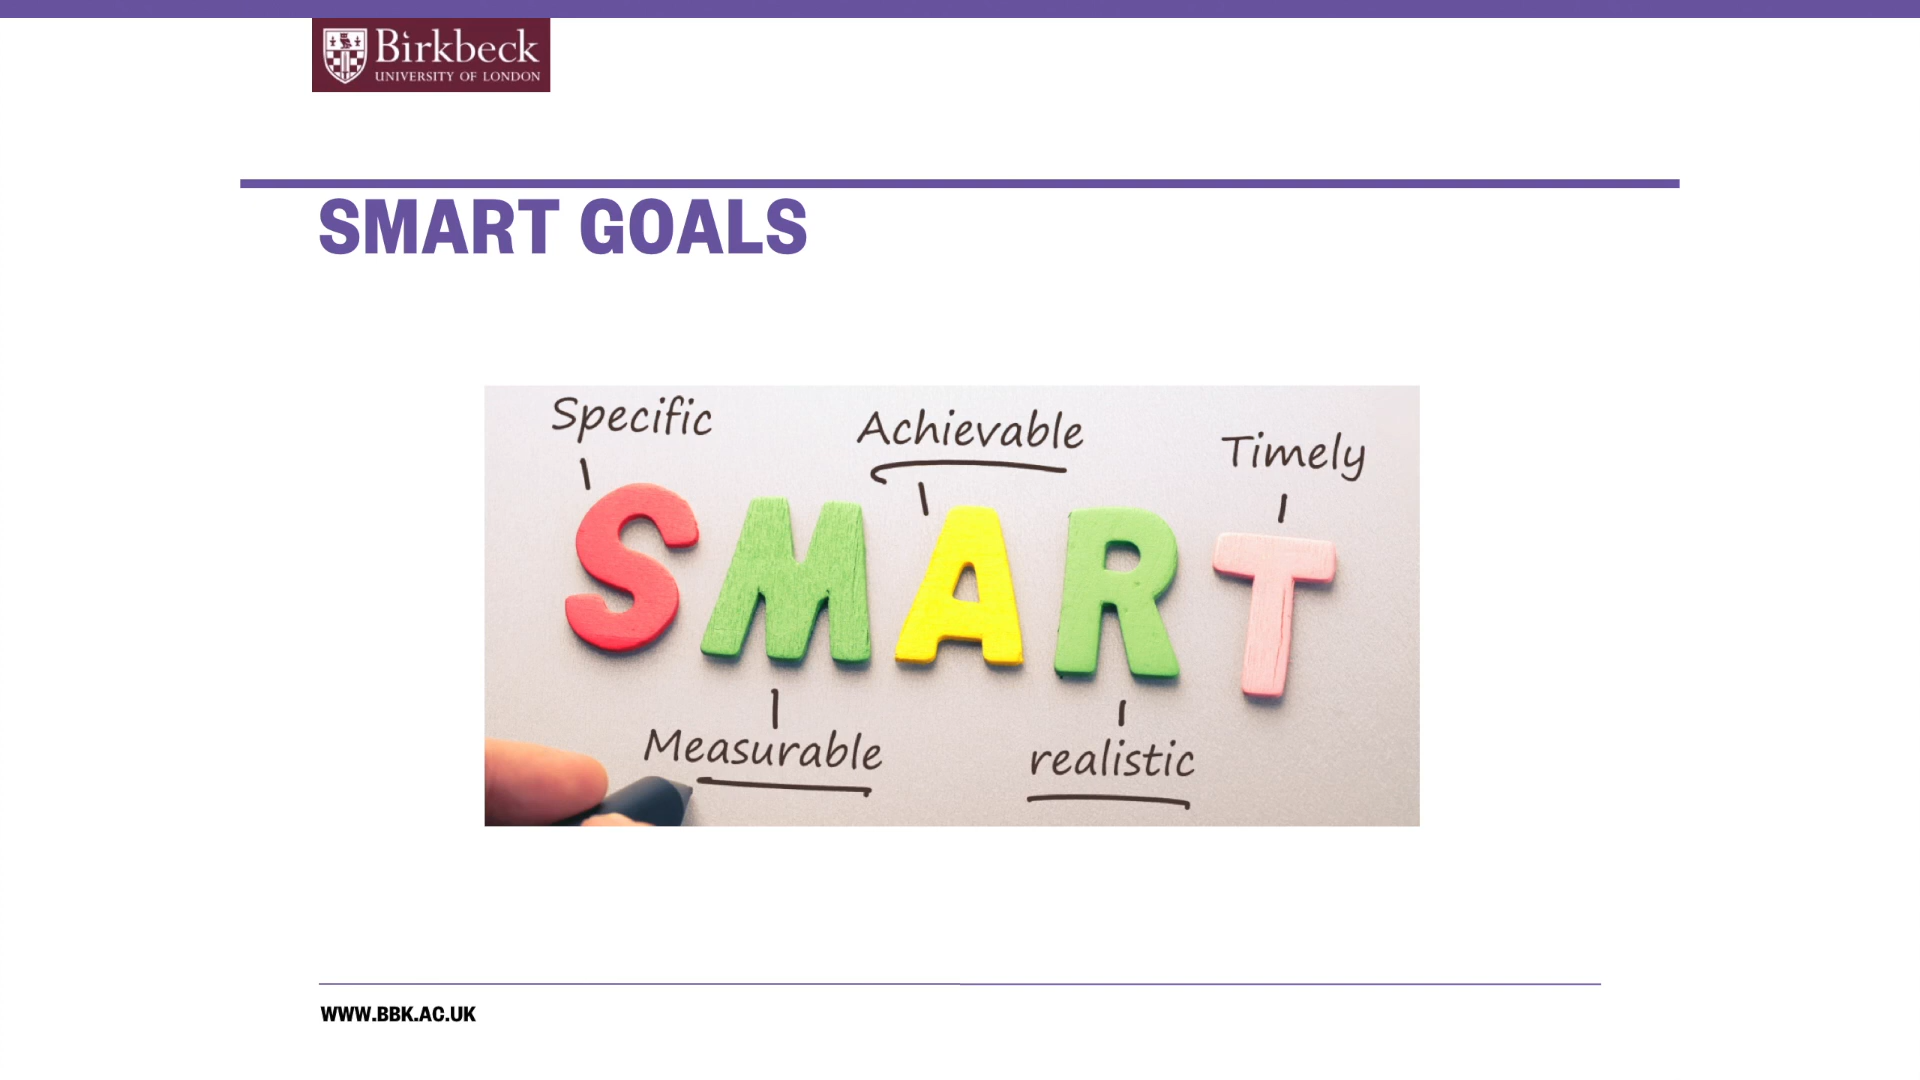 Birkbeck
UNIVERSITY OF LONDON
SMART GOALS
Specific
Achievable
Timely
SMART
Measurable
realistic
WWW.BBK.AC.UK